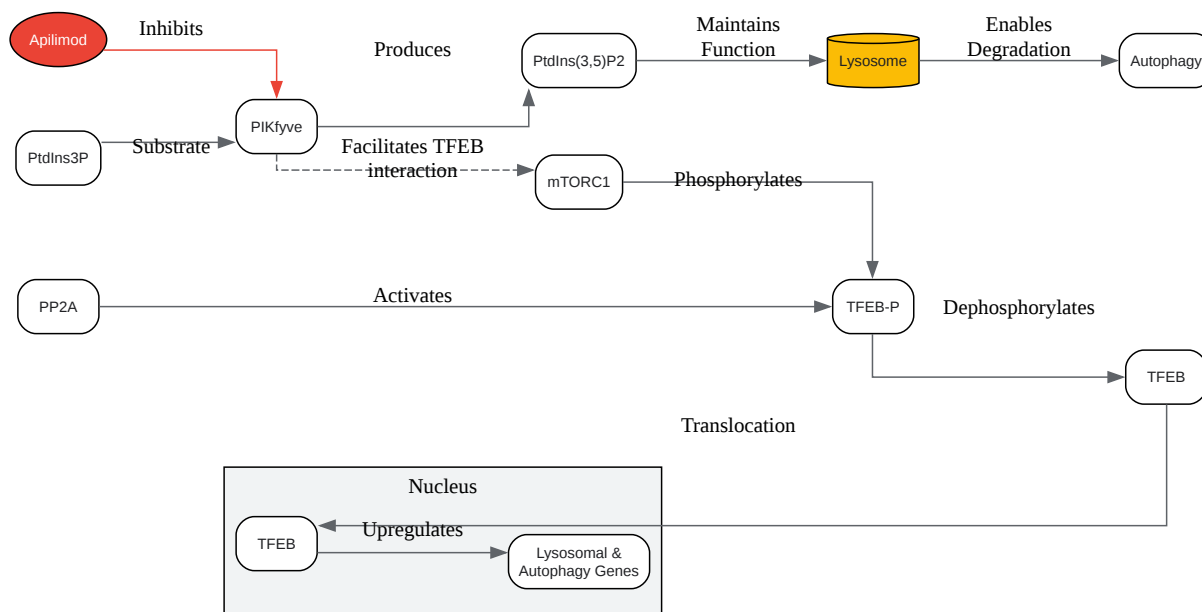 Apilimod
Inhibits
Produces
PtdIns(3,5)P2
Maintains
Function
Lysosome
Enables
Degradation
Autophagy
PtdIns3P
Substrate
PIKfyve
Facilitates TFEB
interaction
mTORC1
Phosphorylates
PP2A
Activates
TFEB-P
Dephosphorylates
TFEB
Translocation
Nucleus
TFEB
Upregulates
Lysosomal &
Autophagy Genes